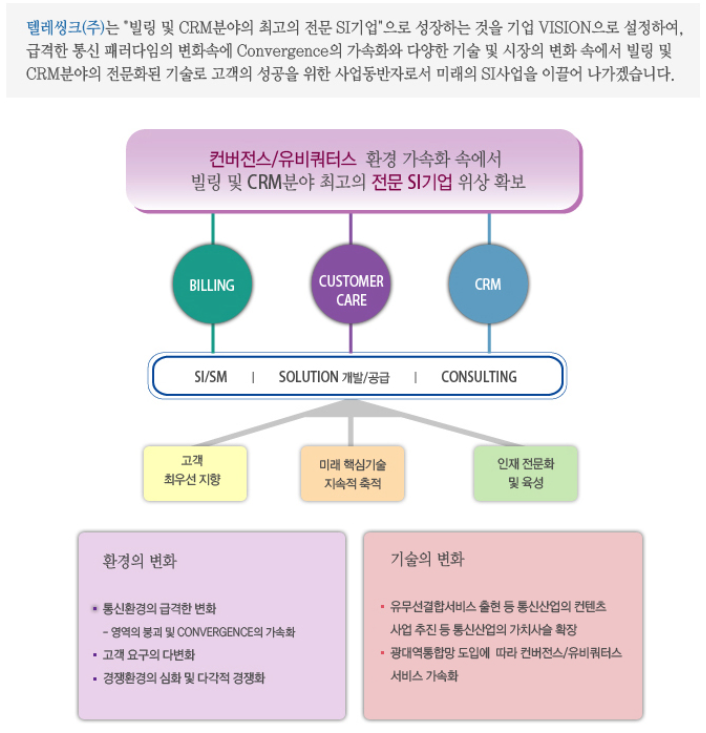 텔레씽크(주)는 "빌링 및 CRM분야의 최고의 전문 SI기업"으로 성장하는 것을 기업 VISION으로 설정하여,
급격한 통신 패러다임의 변화속에 Convergence의 가속화와 다양한 기술 및 시장의 변화 속에서 빌링 및
CRM분야의 전문화된 기술로 고객의 성공을 위한 사업동반자로서 미래의 SI사업을 이끌어 나가겠습니다.
컨버전스/유비쿼터스 환경 가속화 속에서
빌링 및 CRM분야 최고의 전문 SI기업 위상 확보
BILLING
CUSTOMER
CARE
CRM
SI/SM | SOLUTION 개발/공급 | CONSULTING
고객
최우선 지향
미래 핵심기술
지속적 축적
인재 전문화
및 육성
환경의 변화
• 통신환경의 급격한 변화
- 영역의 붕괴 및 CONVERGENCE의 가속화
• 고객 요구의 다변화
• 경쟁환경의 심화 및 다각적 경쟁화
기술의 변화
• 유무선결합서비스 출현 등 통신산업의 컨텐츠
사업 추진 등 통신산업의 가치사슬 확장
• 광대역통합망 도입에 따라 컨버전스/유비쿼터스
서비스 가속화